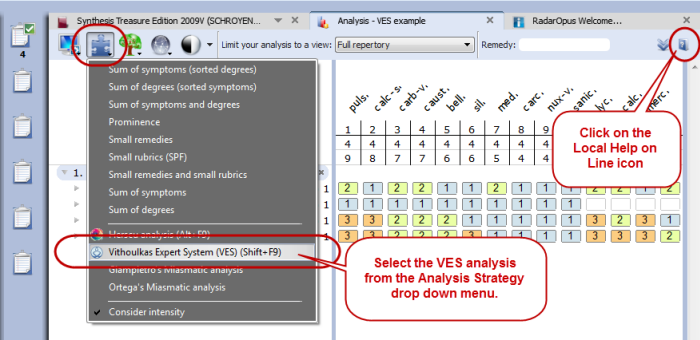 Synthesis Treasure Edition 2009V (SCHROYEN...
Analysis - VES example
RadarOpus Welcome...
4
Limit your analysis to a view:
Full repertory
Remedy:
Sum of symptoms (sorted degrees)
Sum of degrees (sorted symptoms)
Sum of symptoms and degrees
Prominence
Small remedies
Small rubrics (SPF)
Small remedies and small rubrics
Sum of symptoms
Sum of degrees
Herscu analysis (Alt+F9)
Vithoulkas Expert System (VES) (Shift+F9)
Giampietro's Miasmatic analysis
Ortega's Miasmatic analysis
Consider intensity
1.
puls. calc-s. carb-v. caust. bell. sil. med. carc. nux-v. sanic. lyc. calc. merc.
1 2 3 4 5 6 7 8 9
4 4 4 4 4 4 4 4 4
9 8 7 7 6 6 5 4 4
1 2 1 2 2 1 1 2 1 1 1
1 1 1 1 1 1 1 1 1 1 1
1 3 3 2 2 2 1 1 1 1 1 3 2 3 1
1 3 3 2 2 2
Click on the
Local Help on
Line icon
Select the VES analysis
from the Analysis Strategy
drop down menu.